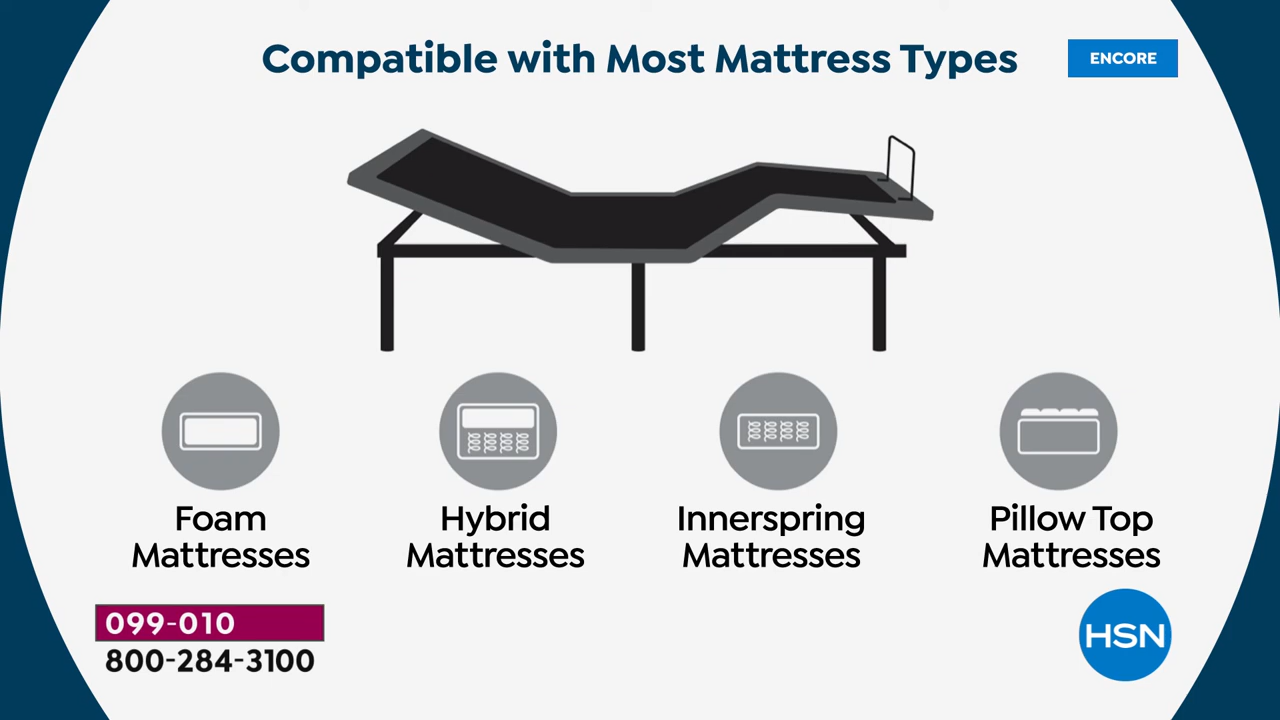 Compatible with Most Mattress Types
ENCORE
Foam
Mattresses
Hybrid
Mattresses
Innerspring
Mattresses
Pillow Top
Mattresses
099-010
800-284-3100
HSN